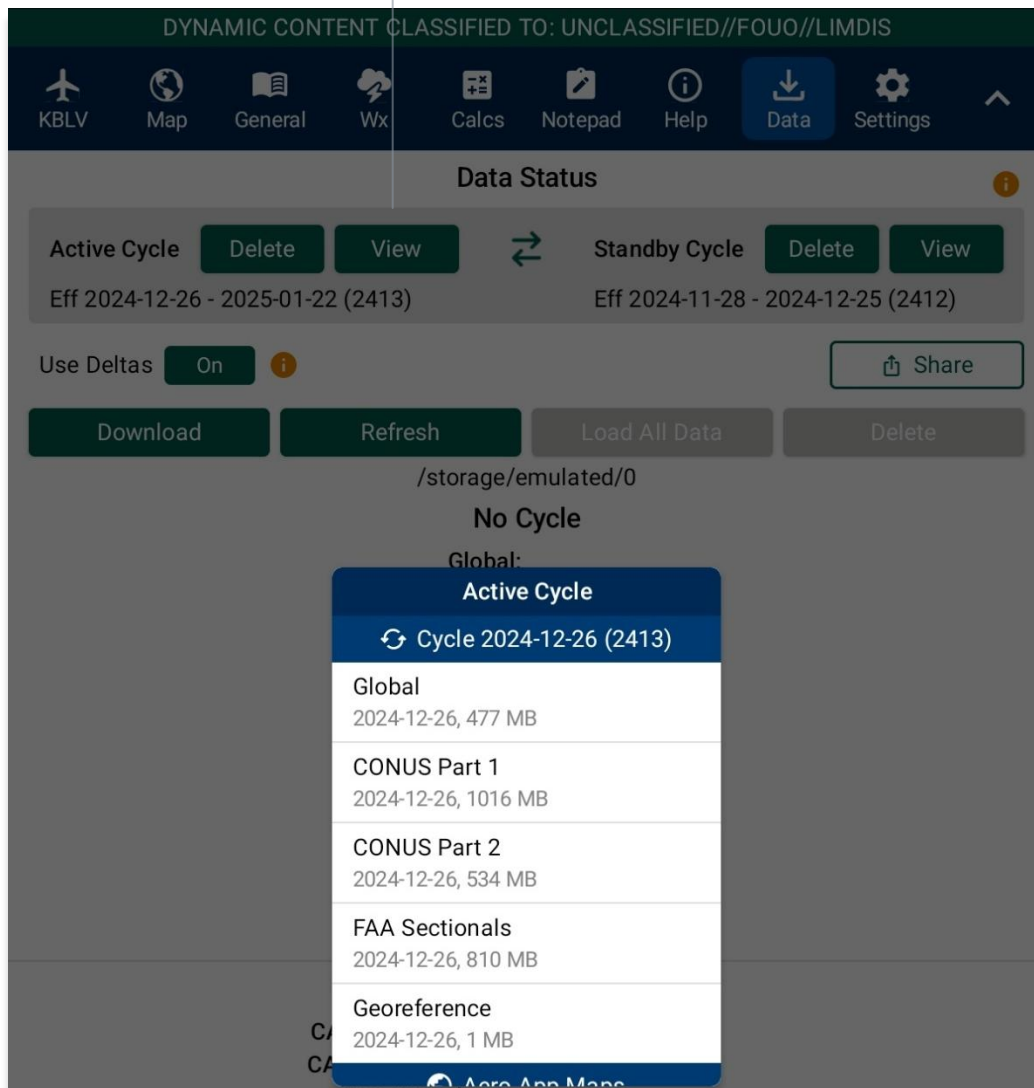 DYNAMIC CONTENT CLASSIFIED TO: UNCLASSIFIED//FOUO//LIMDIS
KBLV Map General Wx Calcs Notepad Help Data Settings
Data Status
Active Cycle Delete View Standby Cycle Delete View
Eff 2024-12-26 - 2025-01-22 (2413) Eff 2024-11-28 - 2024-12-25 (2412)
Use Deltas On Share
Download Refresh Load All Data Delete
/storage/emulated/0
No Cycle
Global:
Active Cycle
Cycle 2024-12-26 (2413)
Global
2024-12-26, 477 MB
CONUS Part 1
2024-12-26, 1016 MB
CONUS Part 2
2024-12-26, 534 MB
FAA Sectionals
2024-12-26, 810 MB
Georeference
2024-12-26, 1 MB
Aero App Maps